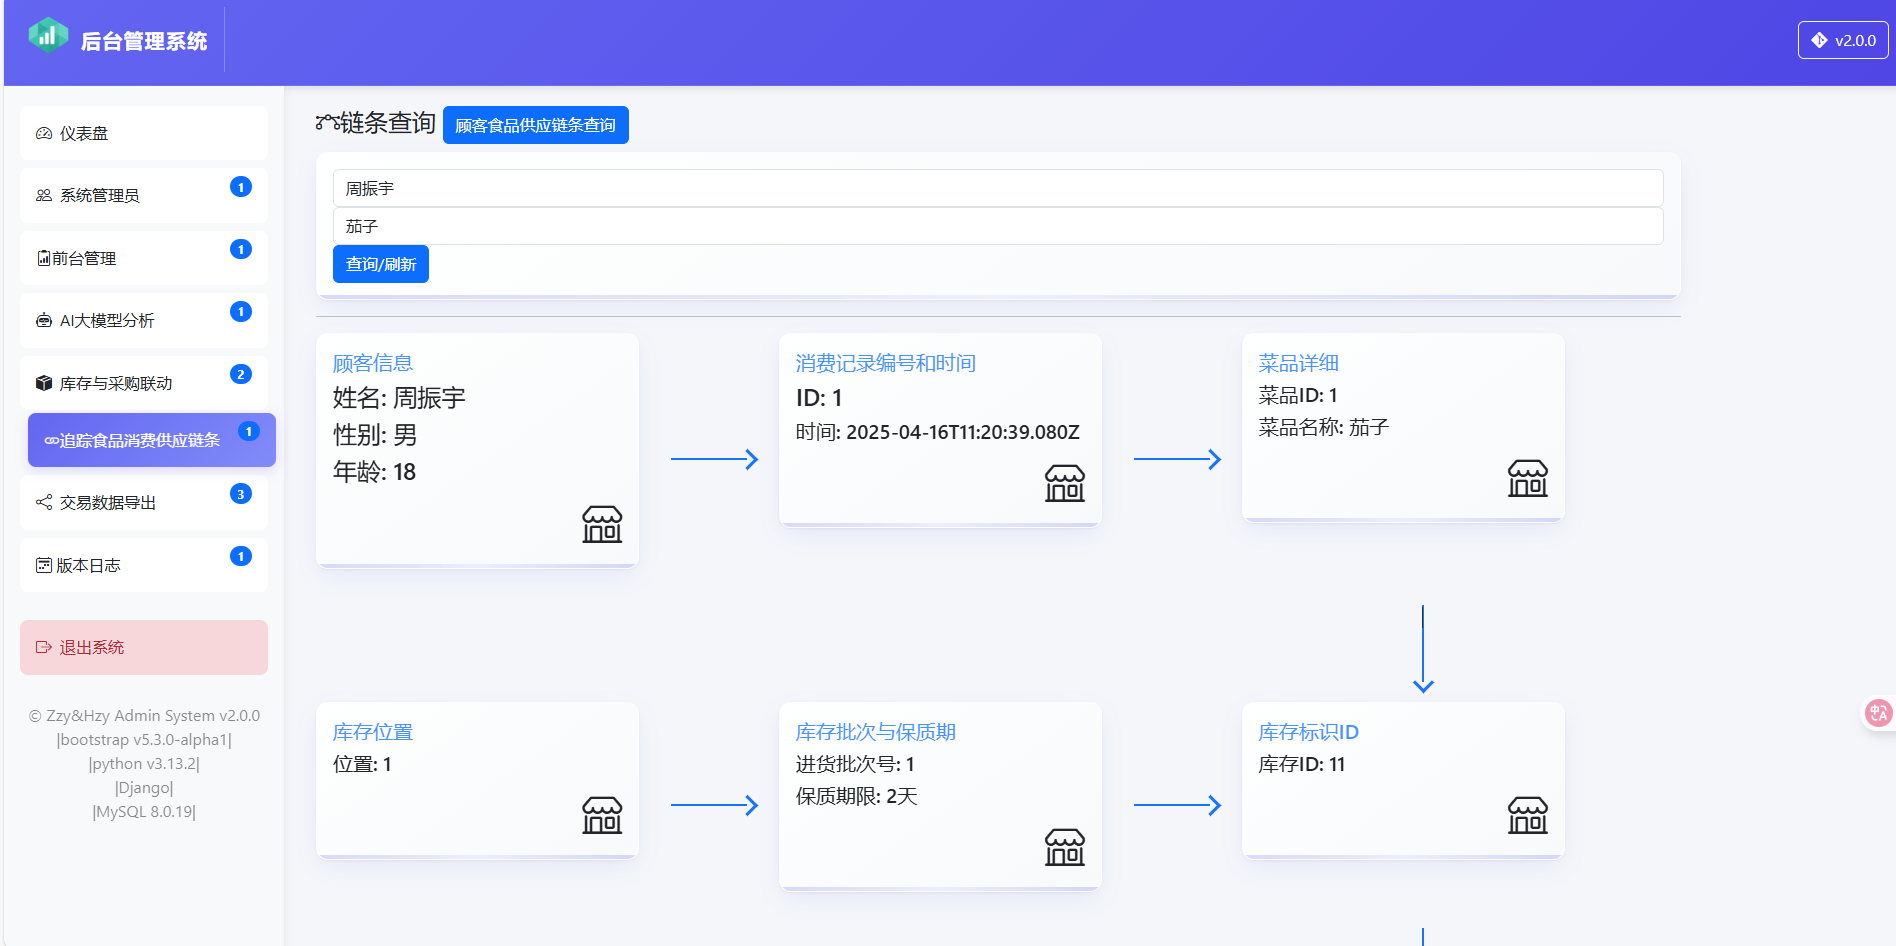 后台管理系统
v2.0.0
仪表盘
系统管理员
1
前台管理
1
AI大模型分析
1
库存与采购联动
2
追踪食品消费供应链条
1
交易数据导出
3
版本日志
1
退出系统
© Zzy&Hzy Admin System v2.0.0
|bootstrap v5.3.0-alpha1|
|python v3.13.2|
|Django|
|MySQL 8.0.19|
链条查询
顾客食品供应链条查询
周振宇
茄子
查询/刷新
顾客信息
姓名: 周振宇
性别: 男
年龄: 18
消费记录编号和时间
ID: 1
时间: 2025-04-16T11:20:39.080Z
菜品详细
菜品ID: 1
菜品名称: 茄子
库存位置
位置: 1
库存批次与保质期
进货批次号: 1
保质期限: 2天
库存标识ID
库存ID: 11
中
A